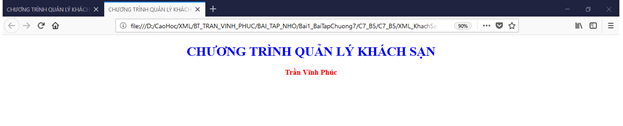 CHƯƠNG TRÌNH QUẢN LÝ KHÁCH
CHƯƠNG TRÌNH QUẢN LÝ KHÁCH
file:///D:/CaoHoc/XML/BT_TRAN_VINH_PHUC/BAI_TAP_NHO/Bai1_BaiTapChuong7/C7_B5/C7_B5/XML_KhachSa
90%
CHƯƠNG TRÌNH QUẢN LÝ KHÁCH SẠN
Trần Vĩnh Phúc